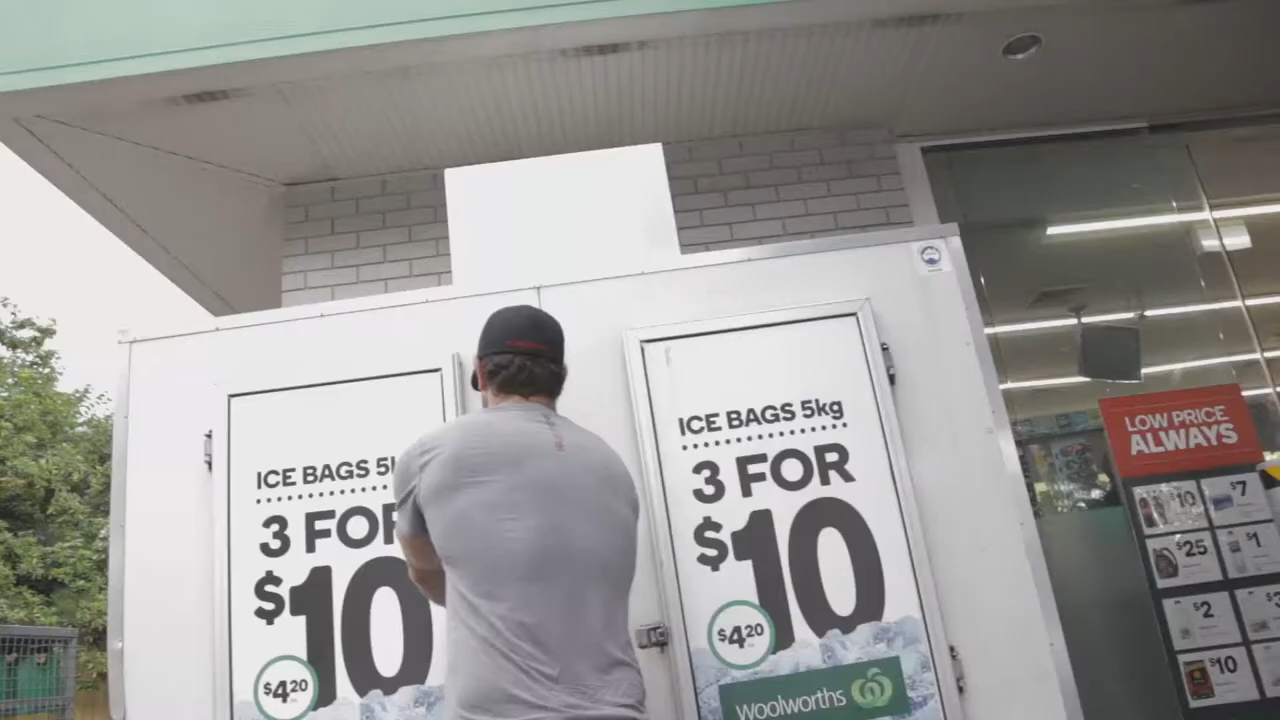 ICE BAGS 5
3 FOR
$10
$4.20
ICE BAGS 5kg
3 FOR
$10
$4.20
woolworths
LOW PRICE
ALWAYS
$10
$7
$25
$1
$2
$10